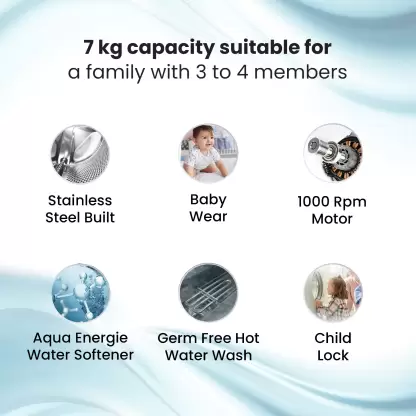 7 kg capacity suitable for
a family with 3 to 4 members
Stainless
Steel Built
Baby
Wear
1000 Rpm
Motor
Aqua Energie
Water Softener
Germ Free Hot
Water Wash
Child
Lock